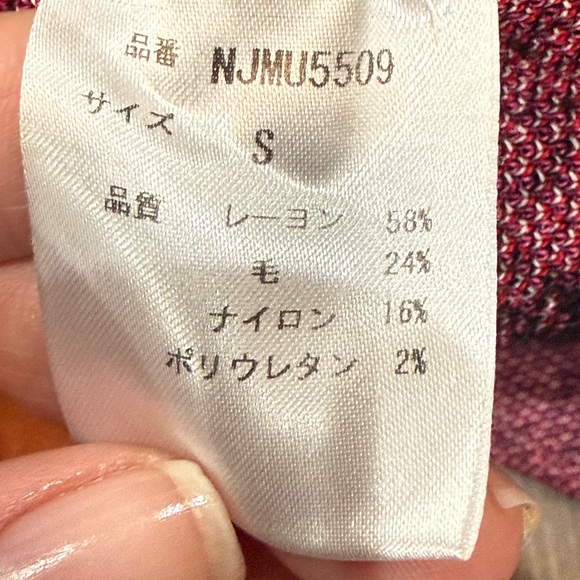 品番 NJMU5509
サイズ S
品質 レーヨン 58%
毛 24%
ナイロン 16%
ポリウレタン 2%